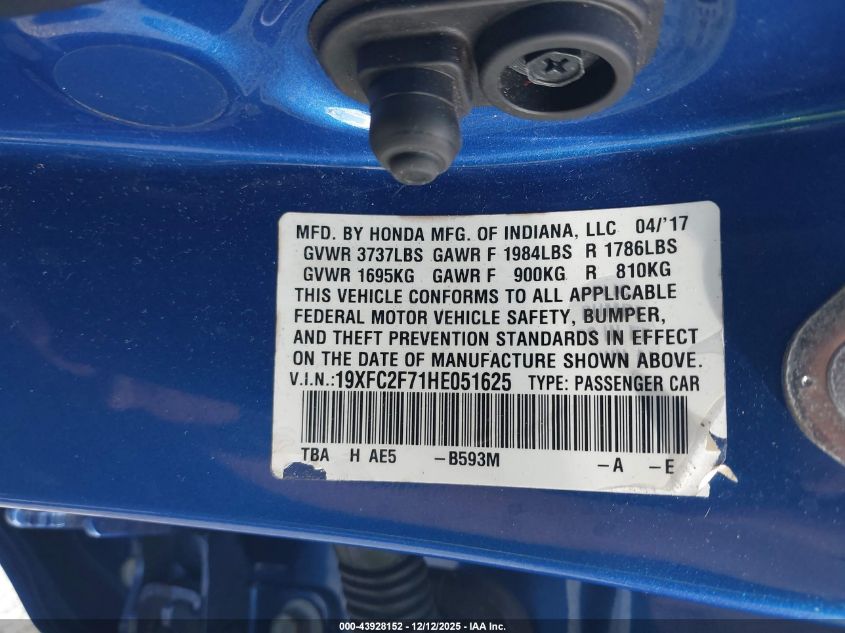 MFD. BY HONDA MFG. OF INDIANA, LLC 04/'17
GVWR 3737LBS GAWR F 1984LBS R 1786LBS
GVWR 1695KG GAWR F 900KG R 810KG
THIS VEHICLE CONFORMS TO ALL APPLICABLE
FEDERAL MOTOR VEHICLE SAFETY, BUMPER,
AND THEFT PREVENTION STANDARDS IN EFFECT
ON THE DATE OF MANUFACTURE SHOWN ABOVE.
V.I.N.:19XFC2F71HE051625 TYPE: PASSENGER CAR
TBA H AE5 -B593M -A -E
000-43928152 - 12/12/2025 - IAA Inc.